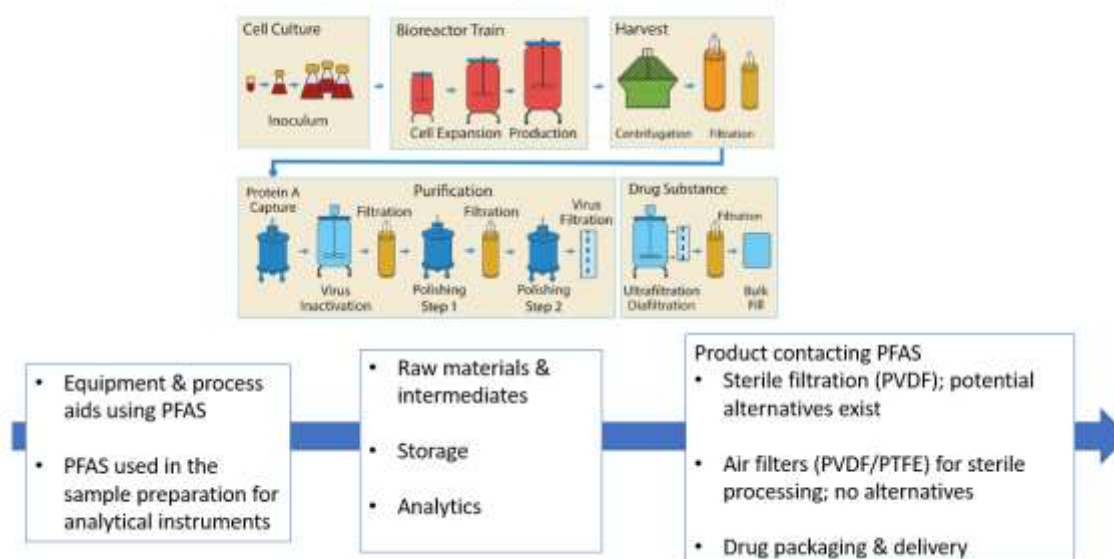 Cell Culture
Inoculum
Bioreactor Train
Cell Expansion
Production
Harvest
Centrifugation
Filtration
Protein A
Capture
Purification
Filtration
Filtration
Virus
Filtration
Virus
Inactivation
Polishing
Step 1
Polishing
Step 2
Drug Substance
Filtration
Ultrafiltration
Diafiltration
Bulk
Fill
• Equipment & process
aids using PFAS
• PFAS used in the
sample preparation for
analytical instruments
• Raw materials &
intermediates
• Storage
• Analytics
Product contacting PFAS
• Sterile filtration (PVDF); potential
alternatives exist
• Air filters (PVDF/PTFE) for sterile
processing; no alternatives
• Drug packaging & delivery